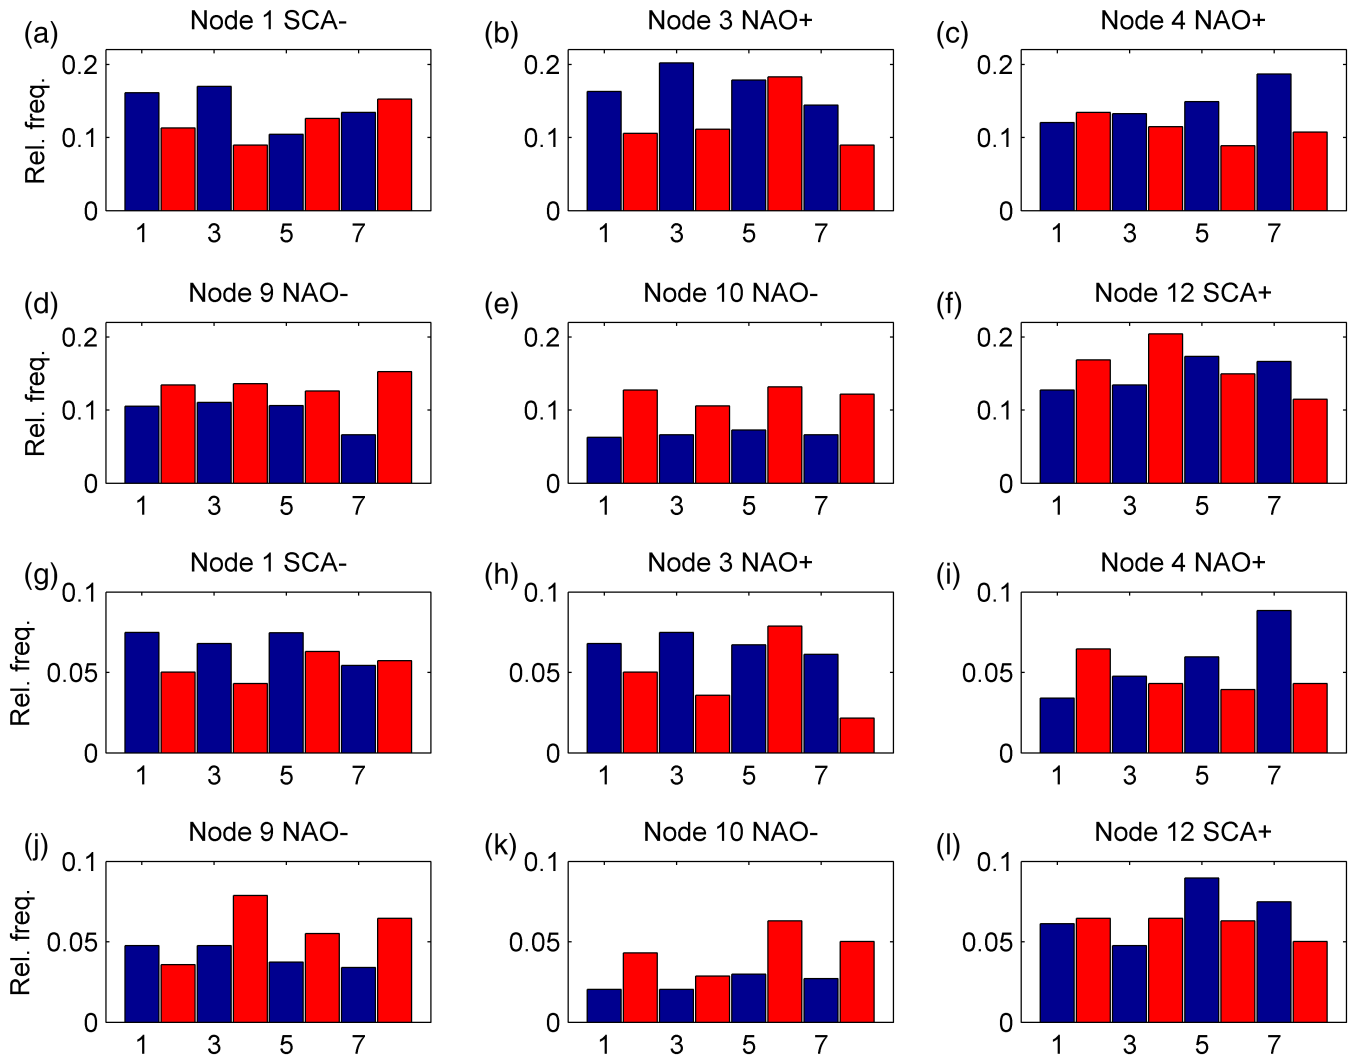 (a) Node 1 SCA- (b) Node 3 NAO+ (c) Node 4 NAO+
0.2 0.2 0.2
0.1 0.1 0.1
Rel. freq.
0 0 0
1 3 5 7 1 3 5 7 1 3 5 7
(d) Node 9 NAO- (e) Node 10 NAO- (f) Node 12 SCA+
0.2 0.2 0.2
0.1 0.1 0.1
Rel. freq.
0 0 0
1 3 5 7 1 3 5 7 1 3 5 7
(g) Node 1 SCA- (h) Node 3 NAO+ (i) Node 4 NAO+
0.1 0.1 0.1
0.05 0.05 0.05
Rel. freq.
0 0 0
1 3 5 7 1 3 5 7 1 3 5 7
(j) Node 9 NAO- (k) Node 10 NAO- (l) Node 12 SCA+
0.1 0.1 0.1
0.05 0.05 0.05
Rel. freq.
0 0 0
1 3 5 7 1 3 5 7 1 3 5 7